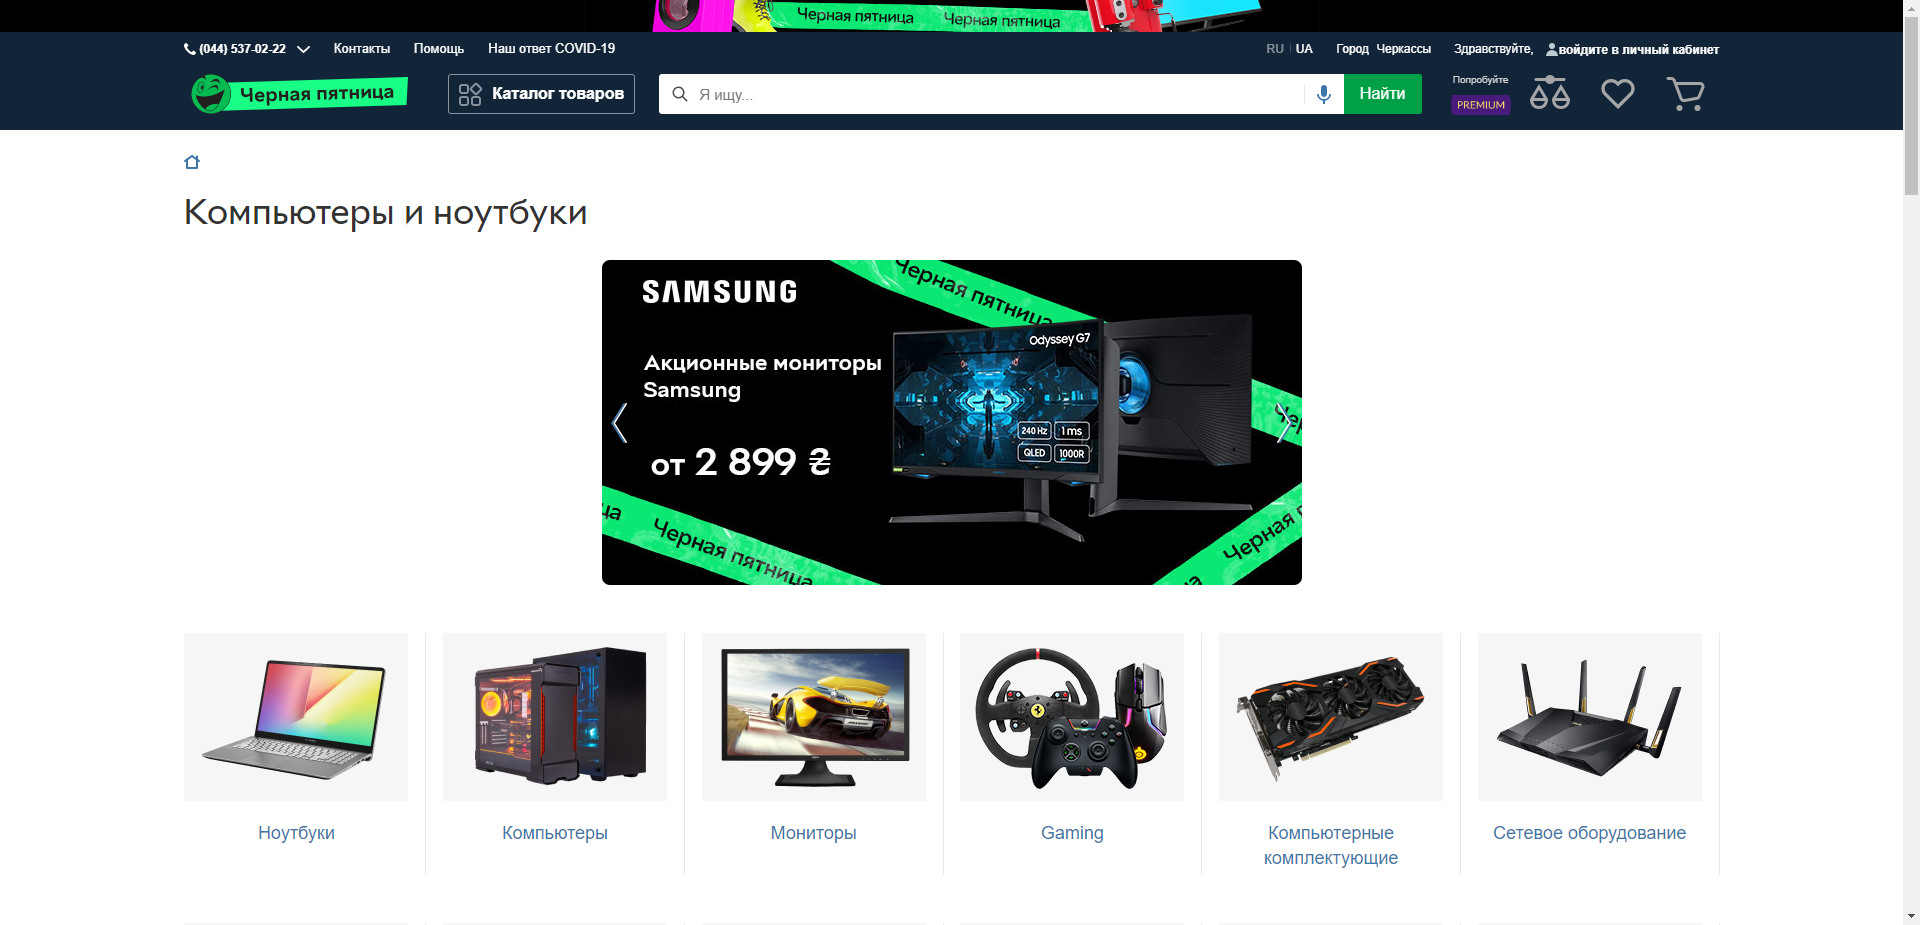 Черная пятница Черная пятница
(044) 537-02-22 Контакты Помощь Наш ответ COVID-19 RU UA Город Черкассы Здравствуйте, войдите в личный кабинет
Черная пятница Каталог товаров Я ищу... Найти Попробуйте
PREMIUM
Компьютеры и ноутбуки
Черная пятница
SAMSUNG
Odyssey G7
Акционные мониторы
Samsung
Че
240 Hz 1 ms
QLED 1000R
от 2 899 ₴
ца Черная пятница
Черная п
ца
Ноутбуки
Компьютеры
Мониторы
Gaming
Компьютерные
комплектующие
Сетевое оборудование